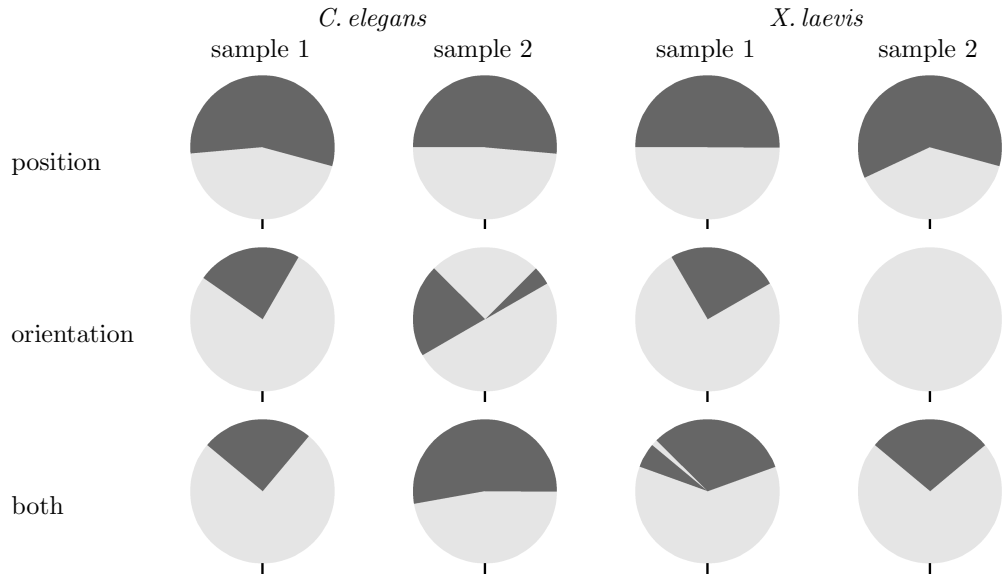 C. elegans X. laevis
sample 1 sample 2 sample 1 sample 2
position
orientation
both